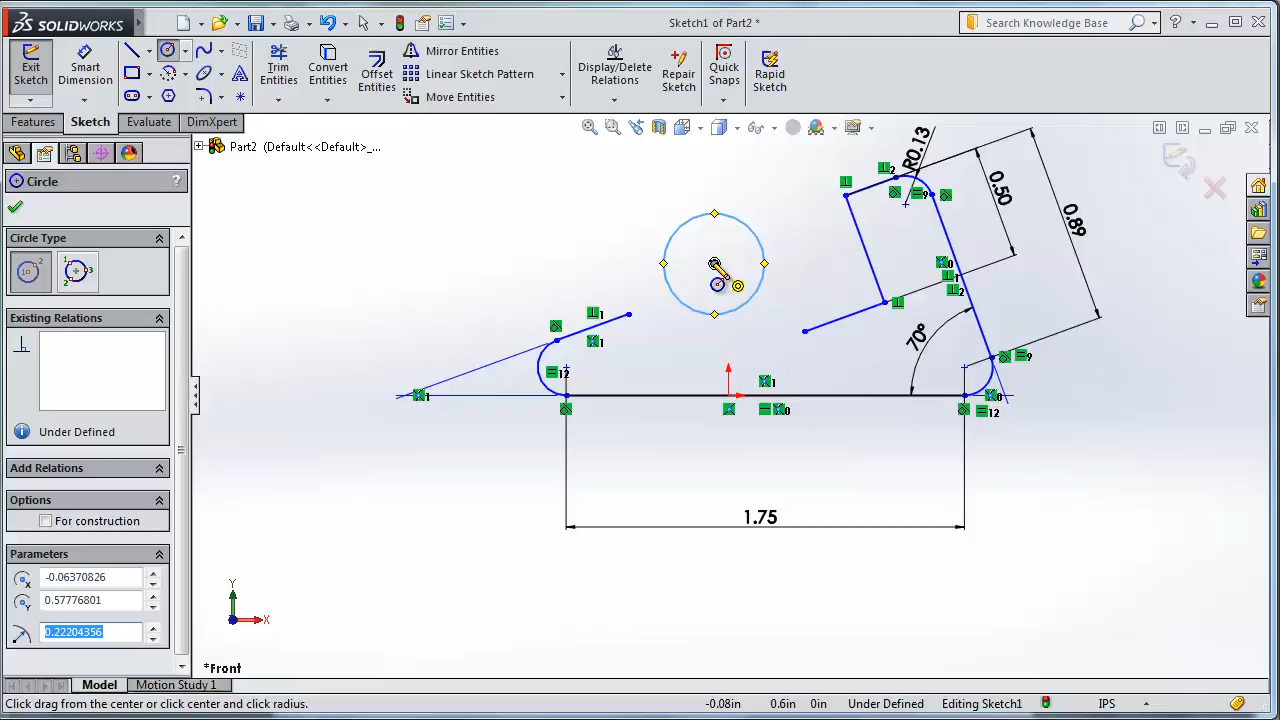 SOLIDWORKS
Sketch1 of Part2 *
Search Knowledge Base
Exit Sketch
Smart Dimension
Trim Entities
Convert Entities
Offset Entities
Mirror Entities
Linear Sketch Pattern
Move Entities
Display/Delete Relations
Repair Sketch
Quick Snaps
Rapid Sketch
Features
Sketch
Evaluate
DimXpert
Part2 (Default<<Default>_...
Circle
?
Circle Type
Existing Relations
Under Defined
Add Relations
Options
For construction
Parameters
-0.06370826
0.57776801
0.22204356
R0.13
0.50
0.89
70°
1.75
Y
X
*Front
Model
Motion Study 1
Click drag from the center or click center and click radius.
-0.08in
0.6in
0in
Under Defined
Editing Sketch1
IPS